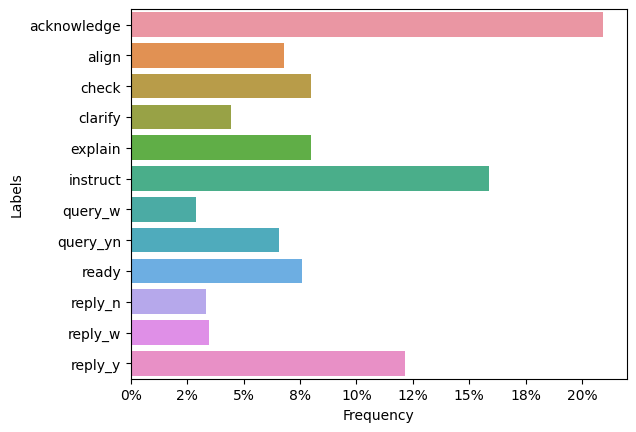 acknowledge
align
check
clarify
explain
instruct
query_w
query_yn
ready
reply_n
reply_w
reply_y
Labels
0% 2% 5% 8% 10% 12% 15% 18% 20%
Frequency